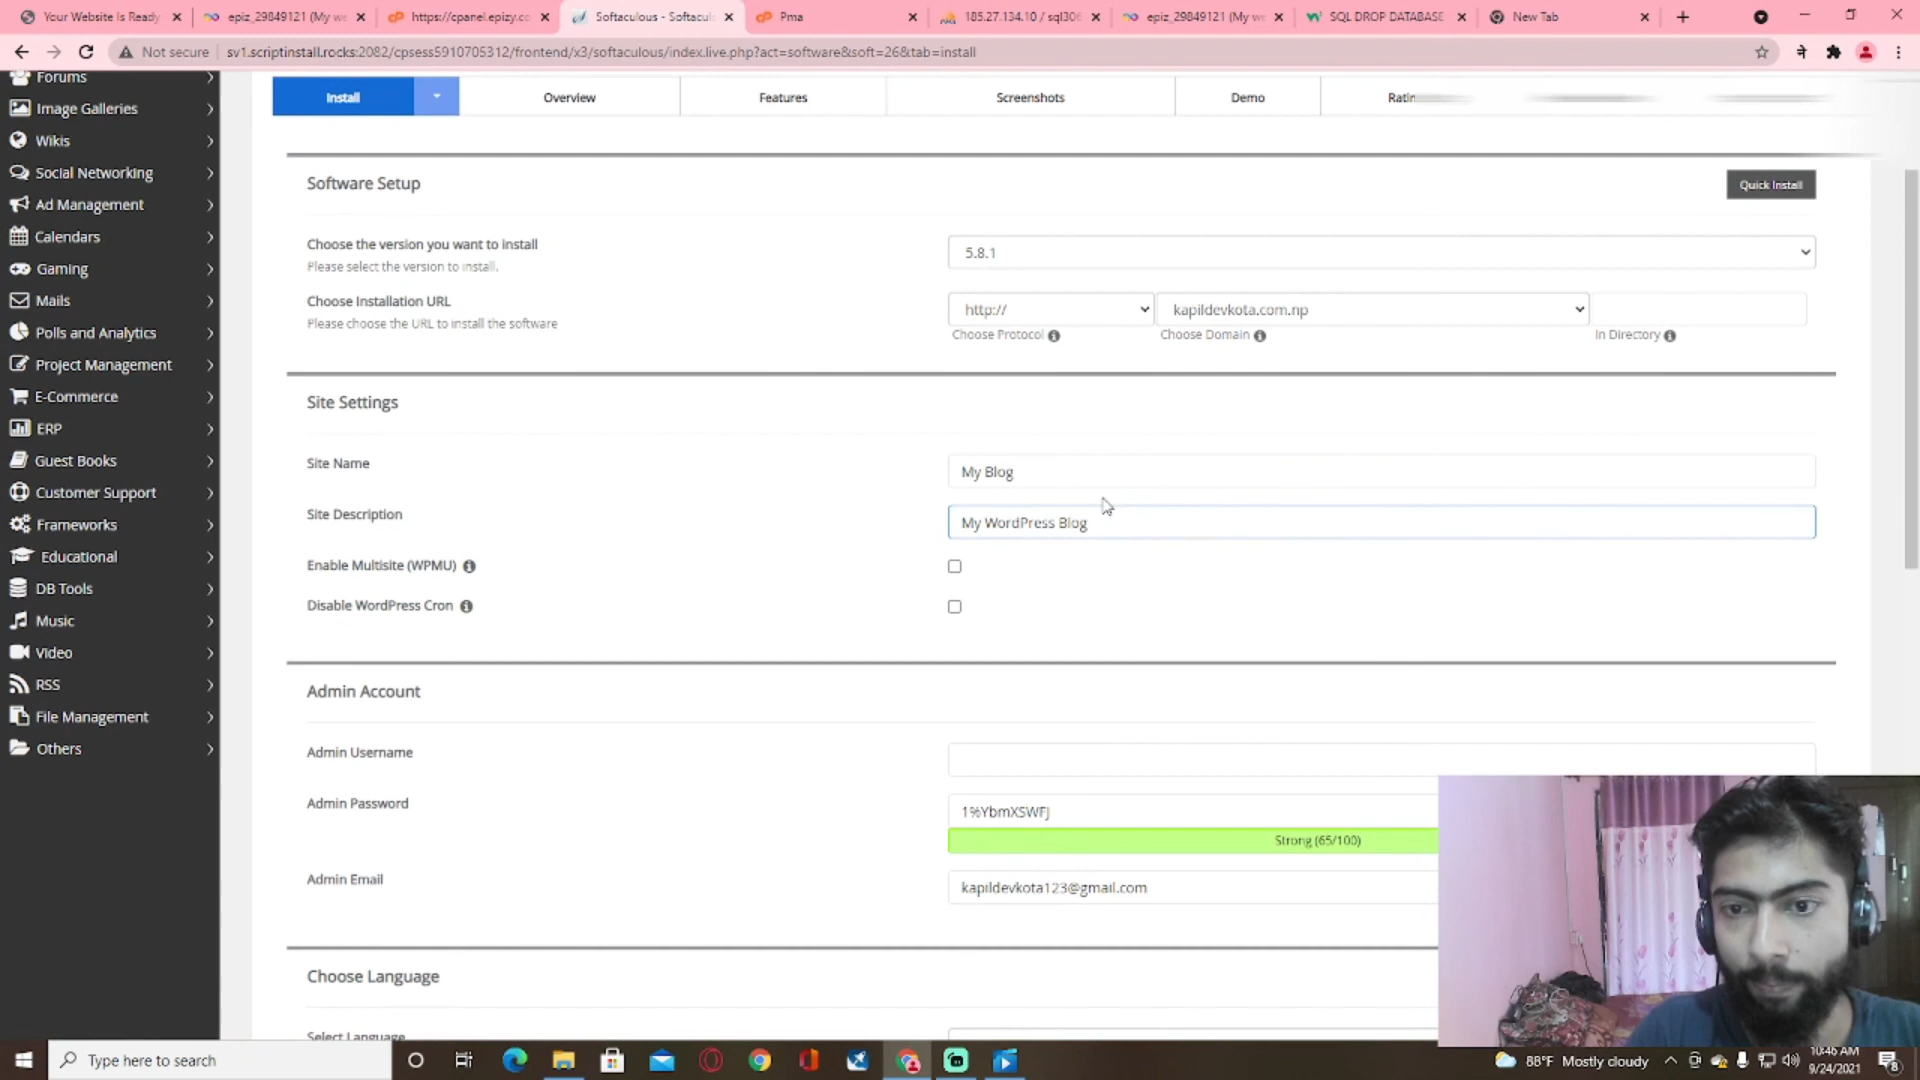 Your Website Is Ready
epiz_29849121 (My we
https://cpanel.epizy.cc
Softaculous - Softacul
Pma
185.27.134.10 / sql306
epiz_29849121 (My w
SQL DROP DATABASE
New Tab
Not secure
sv1.scriptinstall.rocks:2082/cpsess5910705312/frontend/x3/softaculous/index.live.php?act=software&soft=26&tab=install
Forums
Image Galleries
Wikis
Social Networking
Ad Management
Calendars
Gaming
Mails
Polls and Analytics
Project Management
E-Commerce
ERP
Guest Books
Customer Support
Frameworks
Educational
DB Tools
Music
Video
RSS
File Management
Others
Install
Overview
Features
Screenshots
Demo
Ratin
Software Setup
Quick Install
Choose the version you want to install
Please select the version to install.
5.8.1
Choose Installation URL
Please choose the URL to install the software
http://
kapildevkota.com.np
Choose Protocol
Choose Domain
In Directory
Site Settings
Site Name
My Blog
Site Description
My WordPress Blog
Enable Multisite (WPMU)
Disable WordPress Cron
Admin Account
Admin Username
Admin Password
1%YbmXSWFJ
Strong (65/100)
Admin Email
kapildevkota123@gmail.com
Choose Language
Select Language
Type here to search
88°F Mostly cloudy
10:46 AM
9/24/2021
8